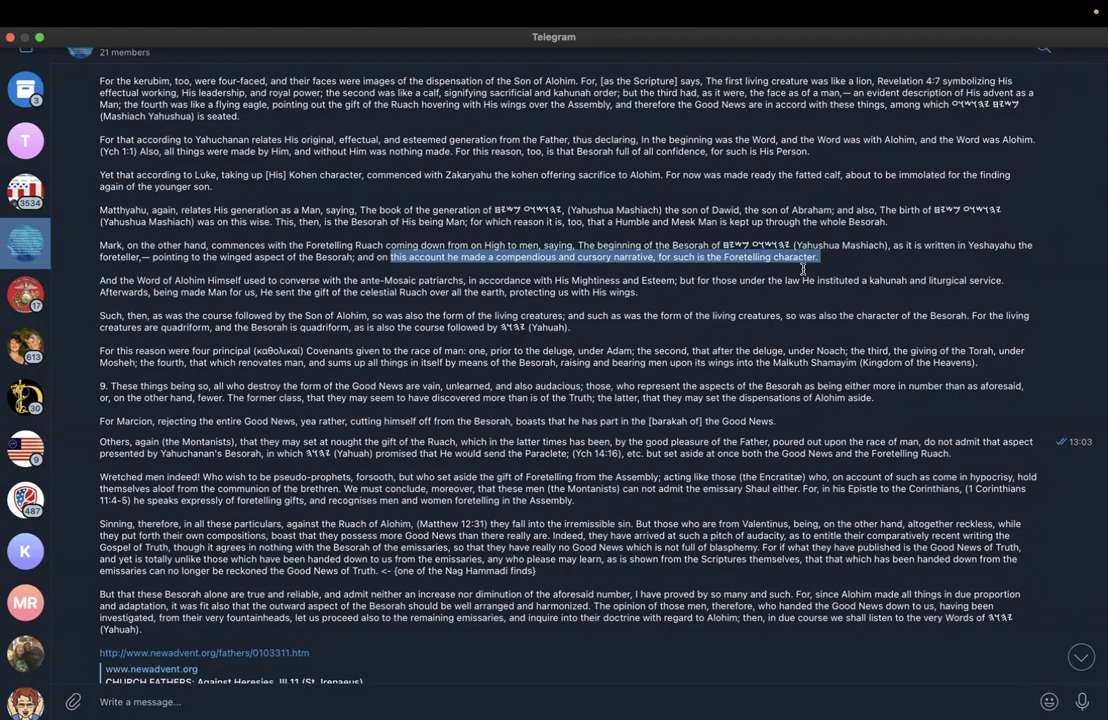 Telegram
21 members
For the kerubim, too, were four-faced, and their faces were images of the dispensation of the Son of Alohim. For, [as the Scripture] says, The first living creature was like a lion, Revelation 4:7 symbolizing His
effectual working, His leadership, and royal power; the second was like a calf, signifying sacrificial and kahunah order; but the third had, as it were, the face as of a man,— an evident description of His advent as a
Man; the fourth was like a flying eagle, pointing out the gift of the Ruach hovering with His wings over the Assembly, and therefore the Good News are in accord with these things, among which
(Mashiach Yahushua) is seated.
For that according to Yahuchanan relates His original, effectual, and esteemed generation from the Father, thus declaring, In the beginning was the Word, and the Word was with Alohim, and the Word was Alohim.
(Ych 1:1) Also, all things were made by Him, and without Him was nothing made. For this reason, too, is that Besorah full of all confidence, for such is His Person.
Yet that according to Luke, taking up [His] Kohen character, commenced with Zakaryahu the kohen offering sacrifice to Alohim. For now was made ready the fatted calf, about to be immolated for the finding
again of the younger son.
Matthyahu, again, relates His generation as a Man, saying, The book of the generation of (Yahushua Mashiach) the son of Dawid, the son of Abraham; and also, The birth of
(Yahushua Mashiach) was on this wise. This, then, is the Besorah of His being Man; for which reason it is, too, that a Humble and Meek Man is kept up through the whole Besorah.
Mark, on the other hand, commences with the Foretelling Ruach coming down from on High to men, saying, The beginning of the Besorah of (Yahushua Mashiach), as it is written in Yeshayahu the
foreteller,— pointing to the winged aspect of the Besorah; and on this account he made a compendious and cursory narrative, for such is the Foretelling character.
And the Word of Alohim Himself used to converse with the ante-Mosaic patriarchs, in accordance with His Mightiness and Esteem; but for those under the law He instituted a kahunah and liturgical service.
Afterwards, being made Man for us, He sent the gift of the celestial Ruach over all the earth, protecting us with His wings.
Such, then, as was the course followed by the Son of Alohim, so was also the form of the living creatures; and such as was the form of the living creatures, so was also the character of the Besorah. For the living
creatures are quadriform, and the Besorah is quadriform, as is also the course followed by (Yahuah).
For this reason were four principal (καθολικαί) Covenants given to the race of man: one, prior to the deluge, under Adam; the second, that after the deluge, under Noach; the third, the giving of the Torah, under
Mosheh; the fourth, that which renovates man, and sums up all things in itself by means of the Besorah, raising and bearing men upon its wings into the Malkuth Shamayim (Kingdom of the Heavens).
9. These things being so, all who destroy the form of the Good News are vain, unlearned, and also audacious; those, who represent the aspects of the Besorah as being either more in number than as aforesaid,
or, on the other hand, fewer. The former class, that they may seem to have discovered more than is of the Truth; the latter, that they may set the dispensations of Alohim aside.
For Marcion, rejecting the entire Good News, yea rather, cutting himself off from the Besorah, boasts that he has part in the [barakah of] the Good News.
Others, again (the Montanists), that they may set at nought the gift of the Ruach, which in the latter times has been, by the good pleasure of the Father, poured out upon the race of man, do not admit that aspect
presented by Yahuchanan's Besorah, in which (Yahuah) promised that He would send the Paraclete; (Ych 14:16), etc. but set aside at once both the Good News and the Foretelling Ruach.
13:03
Wretched men indeed! Who wish to be pseudo-prophets, forsooth, but who set aside the gift of Foretelling from the Assembly; acting like those (the Encratitæ) who, on account of such as come in hypocrisy, hold
themselves aloof from the communion of the brethren. We must conclude, moreover, that these men (the Montanists) can not admit the emissary Shaul either. For, in his Epistle to the Corinthians, (1 Corinthians
11:4-5) he speaks expressly of foretelling gifts, and recognises men and women foretelling in the Assembly.
Sinning, therefore, in all these particulars, against the Ruach of Alohim, (Matthew 12:31) they fall into the irremissible sin. But those who are from Valentinus, being, on the other hand, altogether reckless, while
they put forth their own compositions, boast that they possess more Good News than there really are. Indeed, they have arrived at such a pitch of audacity, as to entitle their comparatively recent writing the
Gospel of Truth, though it agrees in nothing with the Besorah of the emissaries, so that they have really no Good News which is not full of blasphemy. For if what they have published is the Good News of Truth,
and yet is totally unlike those which have been handed down to us from the emissaries, any who please may learn, as is shown from the Scriptures themselves, that that which has been handed down from the
emissaries can no longer be reckoned the Good News of Truth. <- {one of the Nag Hammadi finds}
But that these Besorah alone are true and reliable, and admit neither an increase nor diminution of the aforesaid number, I have proved by so many and such. For, since Alohim made all things in due proportion
and adaptation, it was fit also that the outward aspect of the Besorah should be well arranged and harmonized. The opinion of those men, therefore, who handed the Good News down to us, having been
investigated, from their very fountainheads, let us proceed also to the remaining emissaries, and inquire into their doctrine with regard to Alohim; then, in due course we shall listen to the very Words of
(Yahuah).
http://www.newadvent.org/fathers/0103311.htm
www.newadvent.org
CHURCH FATHERS: Against Heresies, III.11 (St. Irenaeus)
Write a message...
3
T
3534
17
613
30
9
487
K
MR